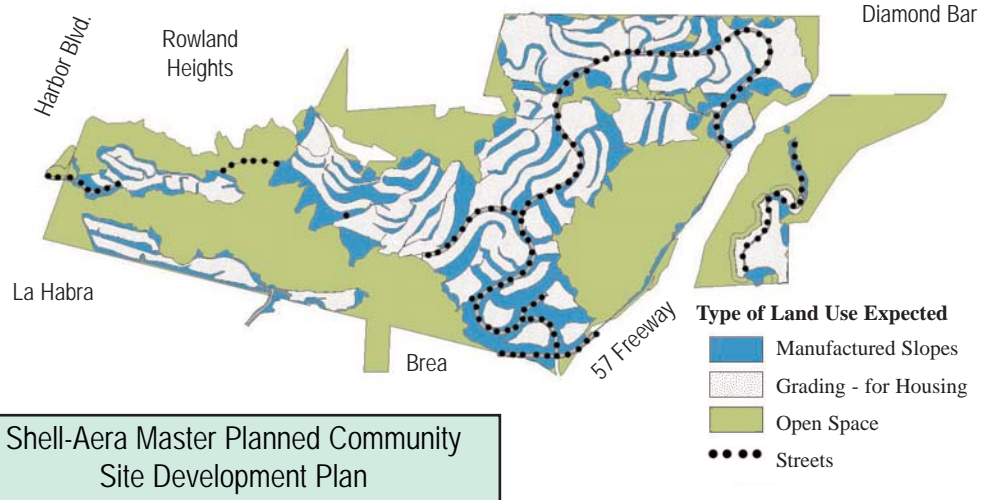 Diamond Bar
Harbor Blvd.
Rowland
Heights
La Habra
Brea
57 Freeway
Type of Land Use Expected
Manufactured Slopes
Grading - for Housing
Open Space
Streets
Shell-Aera Master Planned Community
Site Development Plan